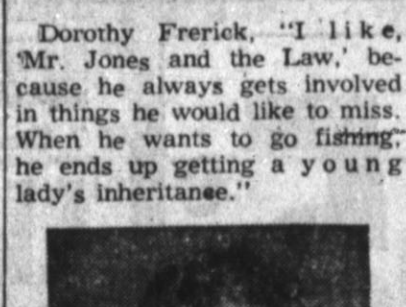 Dorothy Frerick, "I like,
'Mr. Jones and the Law,' be-
cause he always gets involved
in things he would like to miss.
When he wants to go fishing,
he ends up getting a young
lady's inheritance."